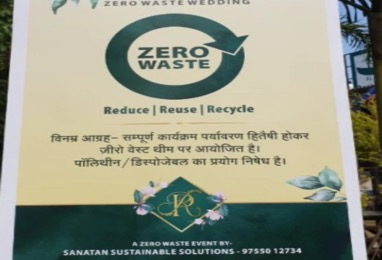 ZERO WASTE WEDDING
ZERO
WASTE
Reduce | Reuse | Recycle
विनम्र आग्रह- सम्पूर्ण कार्यक्रम पर्यावरण हितैषी होकर
ज़ीरो वेस्ट थीम पर आयोजित है।
पॉलिथीन/डिस्पोजेबल का प्रयोग निषेध है।
A ZERO WASTE EVENT BY-
SANATAN SUSTAINABLE SOLUTIONS - 97550 12734